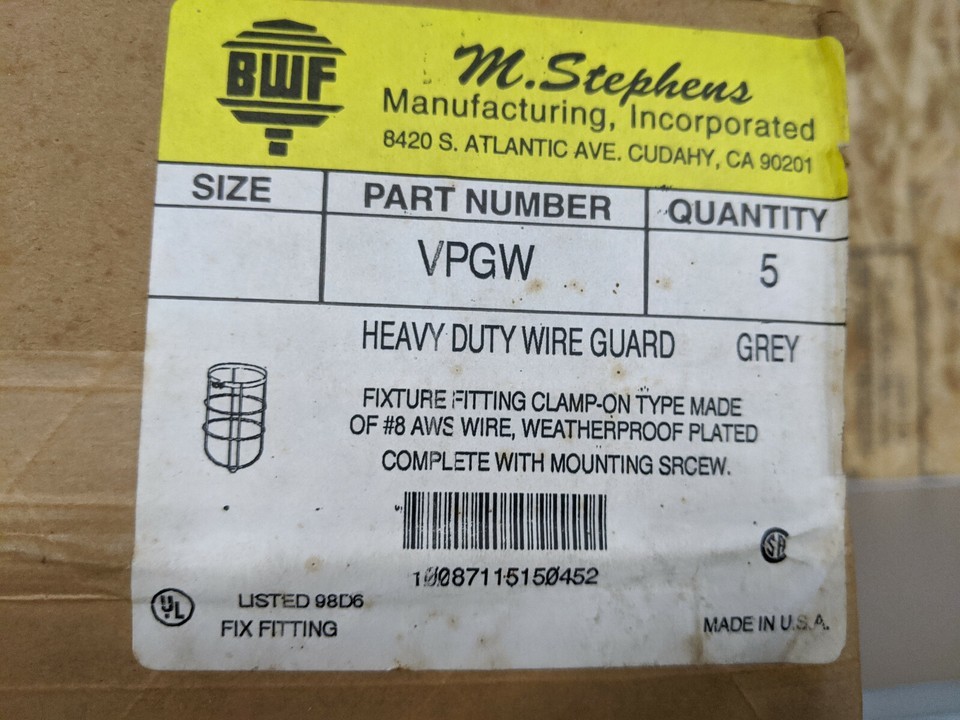 BWF
M. Stephens
Manufacturing, Incorporated
8420 S. ATLANTIC AVE. CUDAHY, CA 90201
SIZE PART NUMBER QUANTITY
VPGW 5
HEAVY DUTY WIRE GUARD GREY
FIXTURE FITTING CLAMP-ON TYPE MADE
OF #8 AWS WIRE, WEATHERPROOF PLATED
COMPLETE WITH MOUNTING SRCEW.
10087115150452
UL LISTED 98D6
FIX FITTING
SA
MADE IN U.S.A.